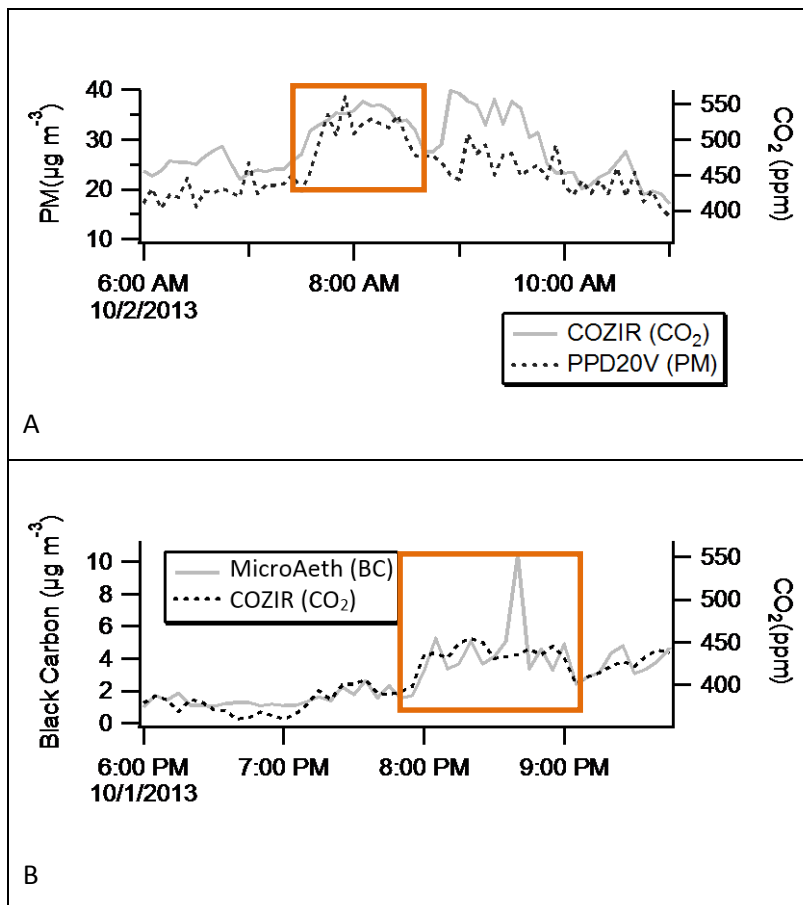 40
30
20
10
PM(µg m⁻³)
550
500
450
400
CO₂ (ppm)
6:00 AM 8:00 AM 10:00 AM
10/2/2013
COZIR (CO₂)
PPD20V (PM)
A
10
8
6
4
2
0
Black Carbon (µg m⁻³)
MicroAeth (BC)
COZIR (CO₂)
550
500
450
400
CO₂(ppm)
6:00 PM 7:00 PM 8:00 PM 9:00 PM
10/1/2013
B